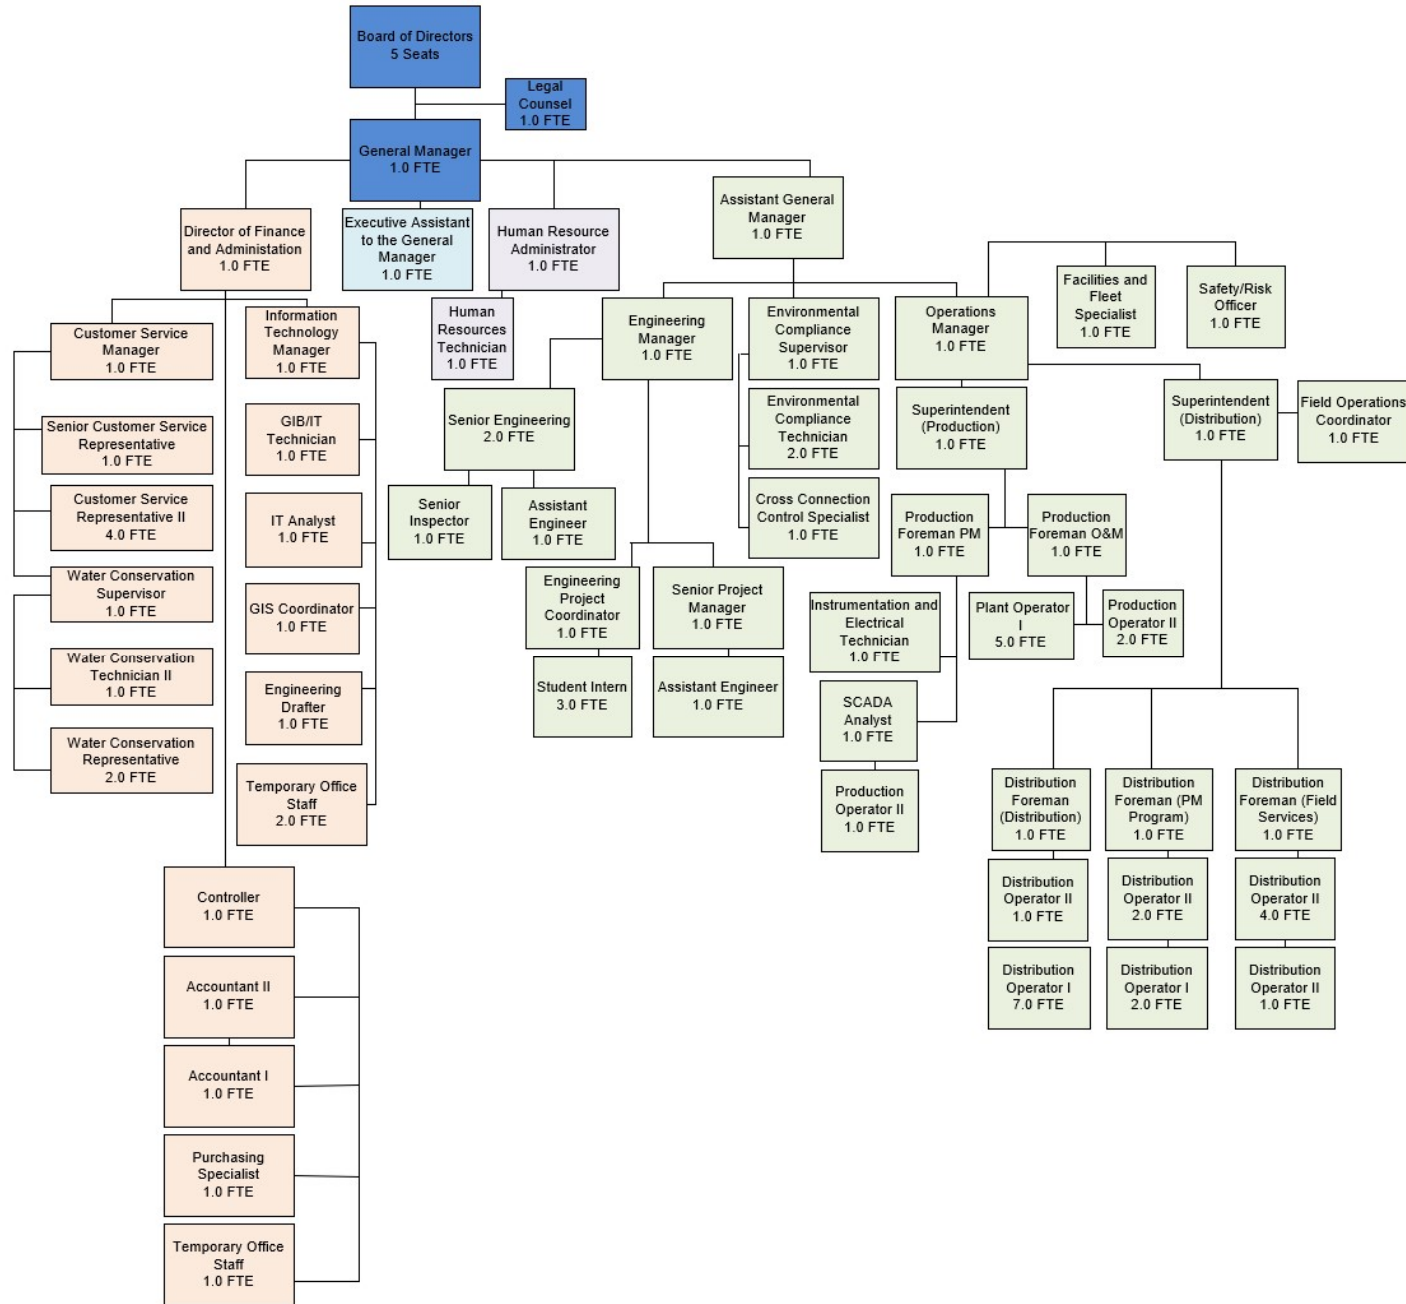 Board of Directors
5 Seats
Legal
Counsel
1.0 FTE
General Manager
1.0 FTE
Director of Finance
and Administation
1.0 FTE
Executive Assistant
to the General
Manager
1.0 FTE
Human Resource
Administrator
1.0 FTE
Assistant General
Manager
1.0 FTE
Customer Service
Manager
1.0 FTE
Senior Customer Service
Representative
1.0 FTE
Customer Service
Representative II
4.0 FTE
Water Conservation
Supervisor
1.0 FTE
Water Conservation
Technician II
1.0 FTE
Water Conservation
Representative
2.0 FTE
Information
Technology
Manager
1.0 FTE
GIB/IT
Technician
1.0 FTE
IT Analyst
1.0 FTE
GIS Coordinator
1.0 FTE
Engineering
Drafter
1.0 FTE
Temporary Office
Staff
2.0 FTE
Controller
1.0 FTE
Accountant II
1.0 FTE
Accountant I
1.0 FTE
Purchasing
Specialist
1.0 FTE
Temporary Office
Staff
1.0 FTE
Human
Resources
Technician
1.0 FTE
Engineering
Manager
1.0 FTE
Senior Engineering
2.0 FTE
Senior
Inspector
1.0 FTE
Assistant
Engineer
1.0 FTE
Engineering
Project
Coordinator
1.0 FTE
Student Intern
3.0 FTE
Senior Project
Manager
1.0 FTE
Assistant Engineer
1.0 FTE
Environmental
Compliance
Supervisor
1.0 FTE
Environmental
Compliance
Technician
2.0 FTE
Cross Connection
Control Specialist
1.0 FTE
Operations
Manager
1.0 FTE
Facilities and
Fleet
Specialist
1.0 FTE
Safety/Risk
Officer
1.0 FTE
Superintendent
(Production)
1.0 FTE
Production
Foreman PM
1.0 FTE
Production
Foreman O&M
1.0 FTE
Instrumentation and
Electrical
Technician
1.0 FTE
SCADA
Analyst
1.0 FTE
Production
Operator II
1.0 FTE
Plant Operator
I
5.0 FTE
Production
Operator II
2.0 FTE
Superintendent
(Distribution)
1.0 FTE
Field Operations
Coordinator
1.0 FTE
Distribution
Foreman
(Distribution)
1.0 FTE
Distribution
Operator II
1.0 FTE
Distribution
Operator I
7.0 FTE
Distribution
Foreman (PM
Program)
1.0 FTE
Distribution
Operator II
2.0 FTE
Distribution
Operator I
2.0 FTE
Distribution
Foreman (Field
Services)
1.0 FTE
Distribution
Operator II
4.0 FTE
Distribution
Operator II
1.0 FTE